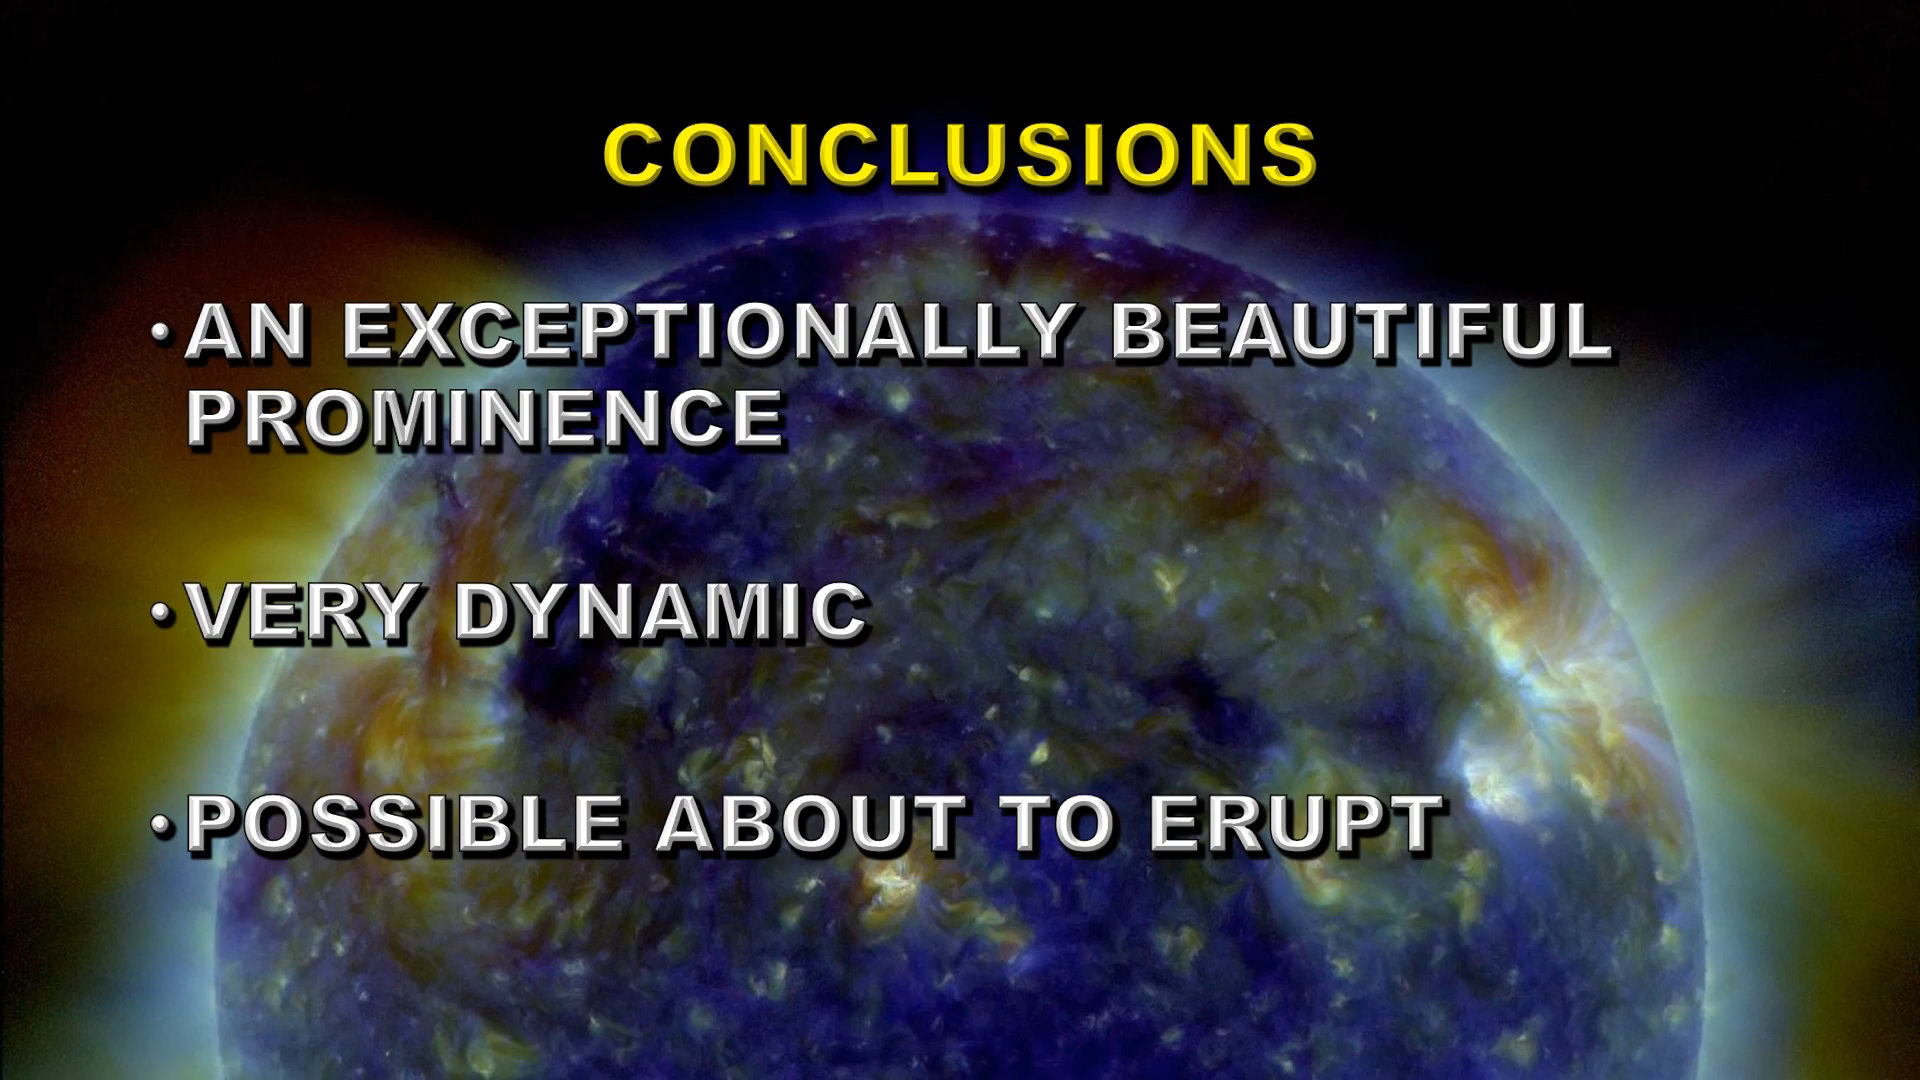 CONCLUSIONS
• AN EXCEPTIONALLY BEAUTIFUL
PROMINENCE
• VERY DYNAMIC
• POSSIBLE ABOUT TO ERUPT